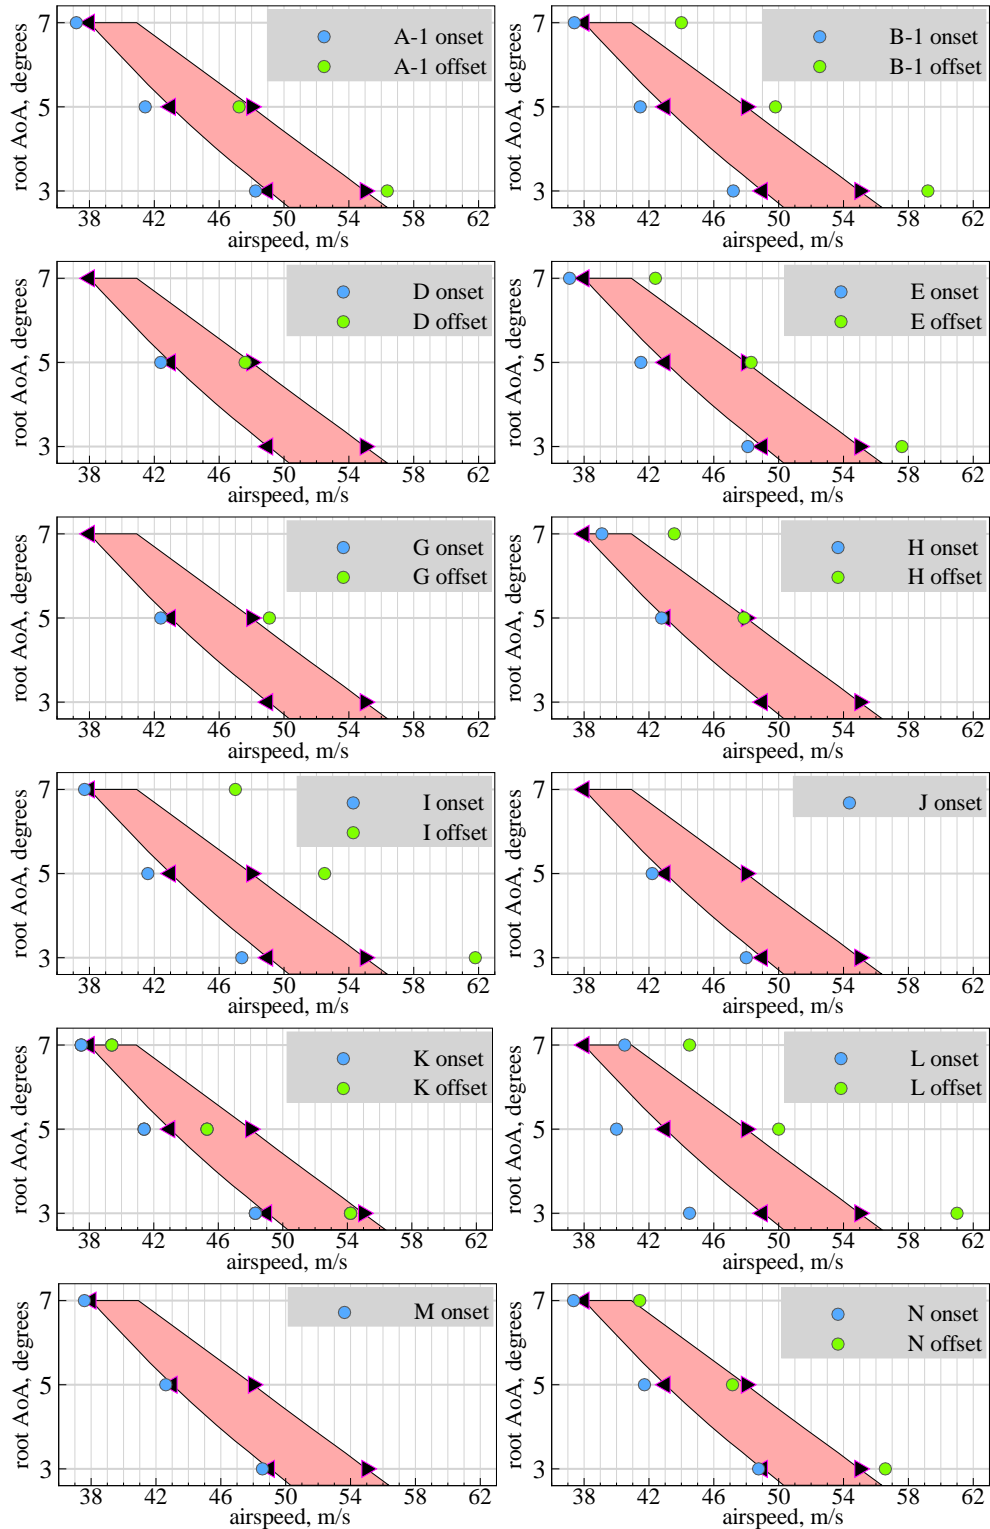 root AoA, degrees
7
5
3
A-1 onset
A-1 offset
38 42 46 50 54 58 62
airspeed, m/s
root AoA, degrees
7
5
3
B-1 onset
B-1 offset
38 42 46 50 54 58 62
airspeed, m/s
root AoA, degrees
7
5
3
D onset
D offset
38 42 46 50 54 58 62
airspeed, m/s
root AoA, degrees
7
5
3
E onset
E offset
38 42 46 50 54 58 62
airspeed, m/s
root AoA, degrees
7
5
3
G onset
G offset
38 42 46 50 54 58 62
airspeed, m/s
root AoA, degrees
7
5
3
H onset
H offset
38 42 46 50 54 58 62
airspeed, m/s
root AoA, degrees
7
5
3
I onset
I offset
38 42 46 50 54 58 62
airspeed, m/s
root AoA, degrees
7
5
3
J onset
38 42 46 50 54 58 62
airspeed, m/s
root AoA, degrees
7
5
3
K onset
K offset
38 42 46 50 54 58 62
airspeed, m/s
root AoA, degrees
7
5
3
L onset
L offset
38 42 46 50 54 58 62
airspeed, m/s
root AoA, degrees
7
5
3
M onset
38 42 46 50 54 58 62
airspeed, m/s
root AoA, degrees
7
5
3
N onset
N offset
38 42 46 50 54 58 62
airspeed, m/s